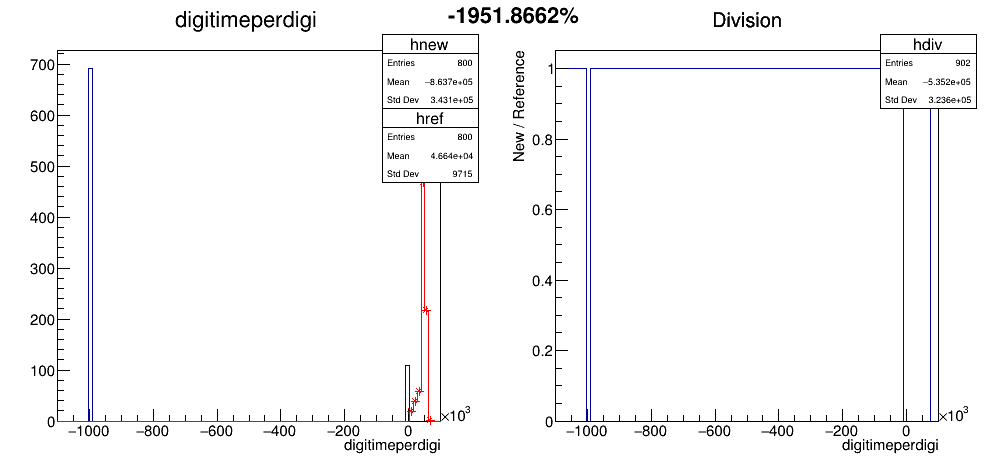 -1951.8662%
digitimeperdigi
hnew
Entries 800
Mean −8.637e+05
Std Dev 3.431e+05
href
Entries 800
Mean 4.664e+04
Std Dev 9715
700
600
500
400
300
200
100
0
−1000 −800 −600 −400 −200 0
×10³
digitimeperdigi
Division
hdiv
Entries 902
Mean −5.352e+05
Std Dev 3.236e+05
New / Reference
1
0.8
0.6
0.4
0.2
0
−1000 −800 −600 −400 −200 0
×10³
digitimeperdigi